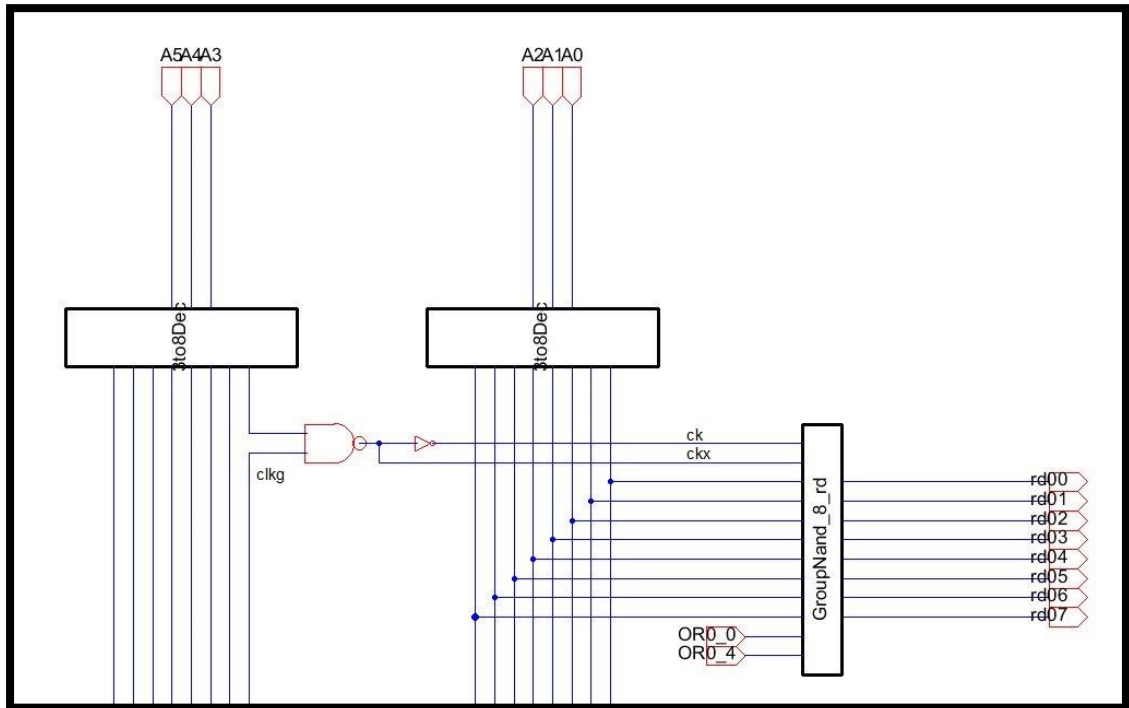 A5A4A3
A2A1A0
3to8Dec
3to8Dec
clkg
ck
ckx
GroupNand_8_rd
rd00
rd01
rd02
rd03
rd04
rd05
rd06
rd07
OR0_0
OR0_4